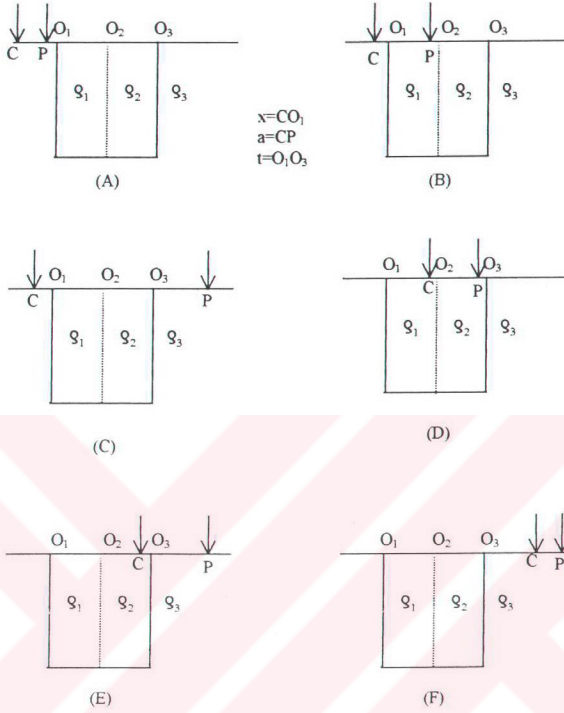 O₁ O₂ O₃
C P
ϱ₁ ϱ₂ ϱ₃
(A)
x=CO₁
a=CP
t=O₁O₃
O₁ O₂ O₃
C P
ϱ₁ ϱ₂ ϱ₃
(B)
O₁ O₂ O₃
C P
ϱ₁ ϱ₂ ϱ₃
(C)
O₁ O₂ O₃
C P
ϱ₁ ϱ₂ ϱ₃
(D)
O₁ O₂ O₃
C P
ϱ₁ ϱ₂ ϱ₃
(E)
O₁ O₂ O₃
C P
ϱ₁ ϱ₂ ϱ₃
(F)